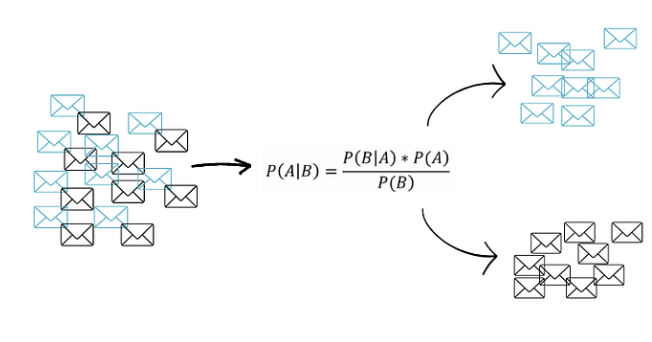 P(A|B) = P(B|A) * P(A) / P(B)